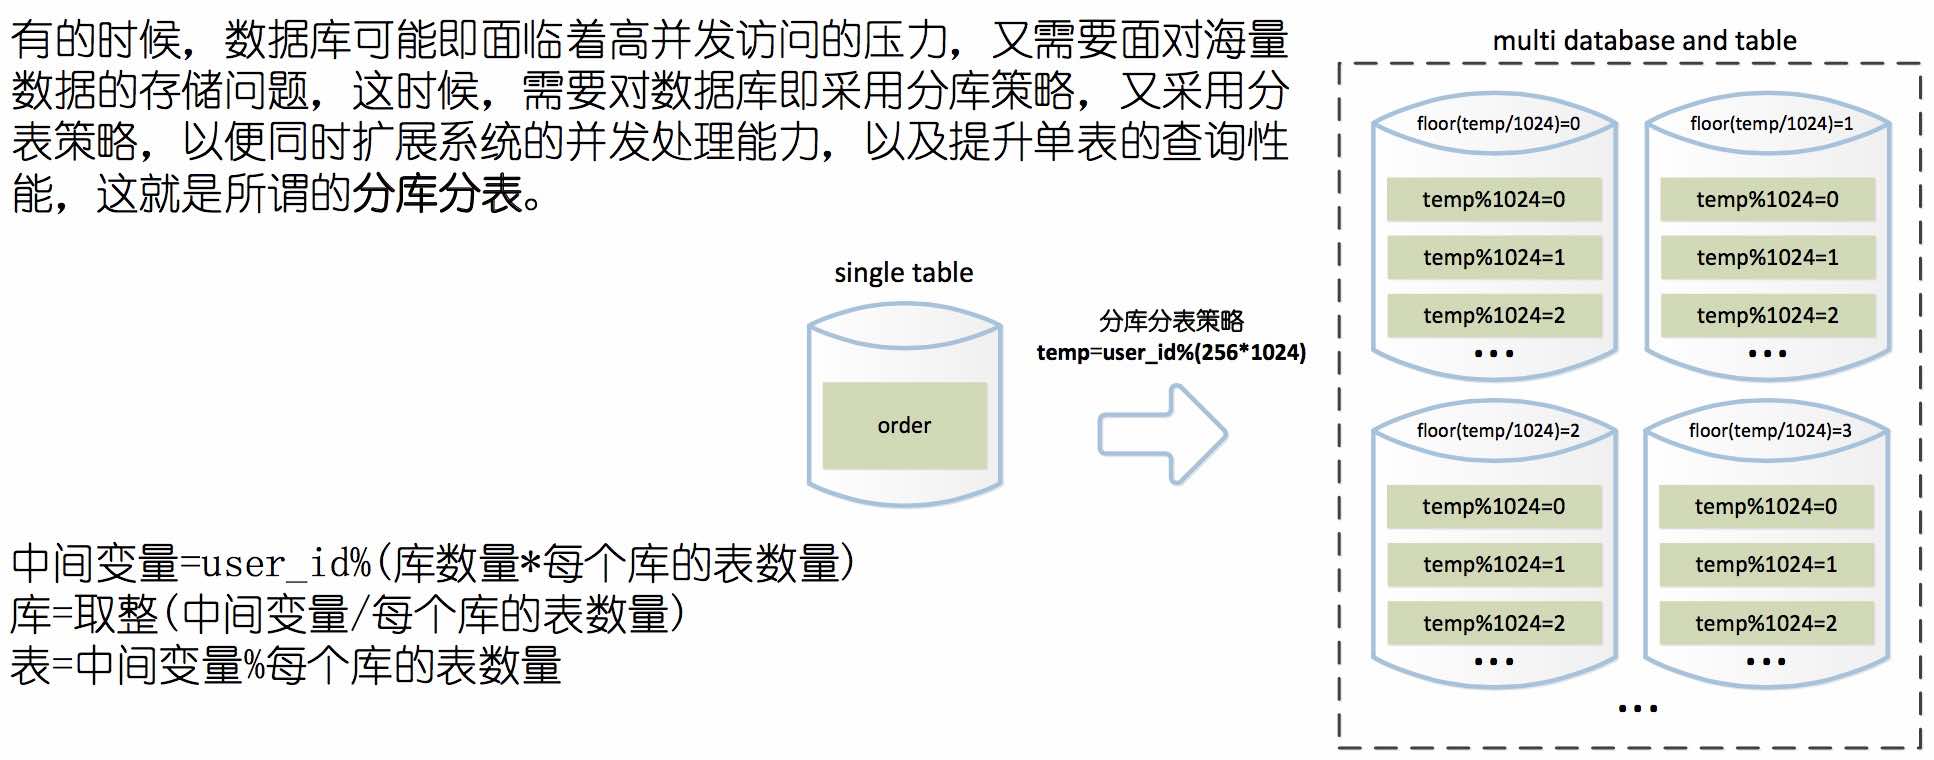 有的时候，数据库可能即面临着高并发访问的压力，又需要面对海量
数据的存储问题，这时候，需要对数据库即采用分库策略，又采用分
表策略，以便同时扩展系统的并发处理能力，以及提升单表的查询性
能，这就是所谓的分库分表。
single table
order
分库分表策略
temp=user_id%(256*1024)
multi database and table
floor(temp/1024)=0
temp%1024=0
temp%1024=1
temp%1024=2
...
floor(temp/1024)=1
temp%1024=0
temp%1024=1
temp%1024=2
...
floor(temp/1024)=2
temp%1024=0
temp%1024=1
temp%1024=2
...
floor(temp/1024)=3
temp%1024=0
temp%1024=1
temp%1024=2
...
...
中间变量=user_id%(库数量*每个库的表数量)
库=取整(中间变量/每个库的表数量)
表=中间变量%每个库的表数量